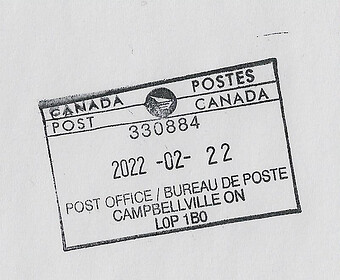 CANADA POSTES
POST CANADA
330884
2022 -02- 22
POST OFFICE / BUREAU DE POSTE
CAMPBELLVILLE ON
L0P 1B0